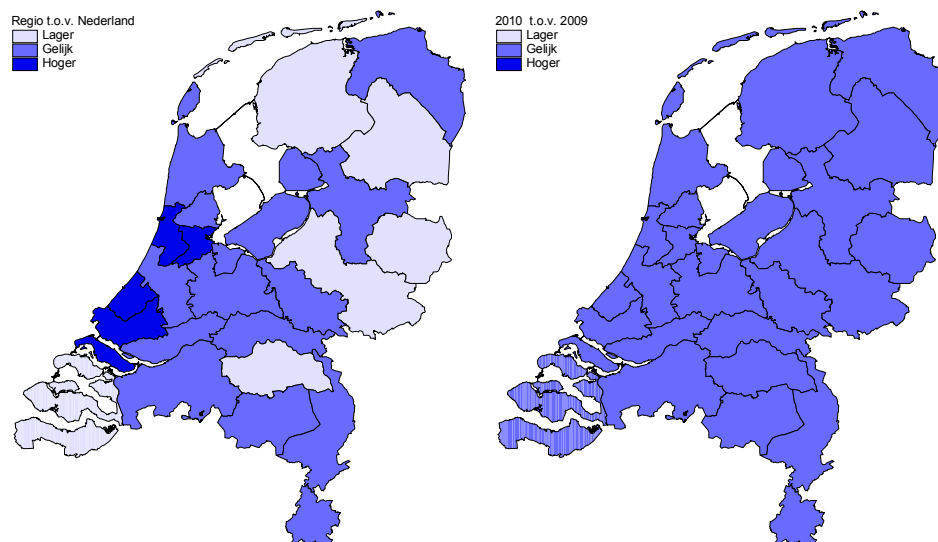 Regio t.o.v. Nederland
Lager
Gelijk
Hoger
2010 t.o.v. 2009
Lager
Gelijk
Hoger